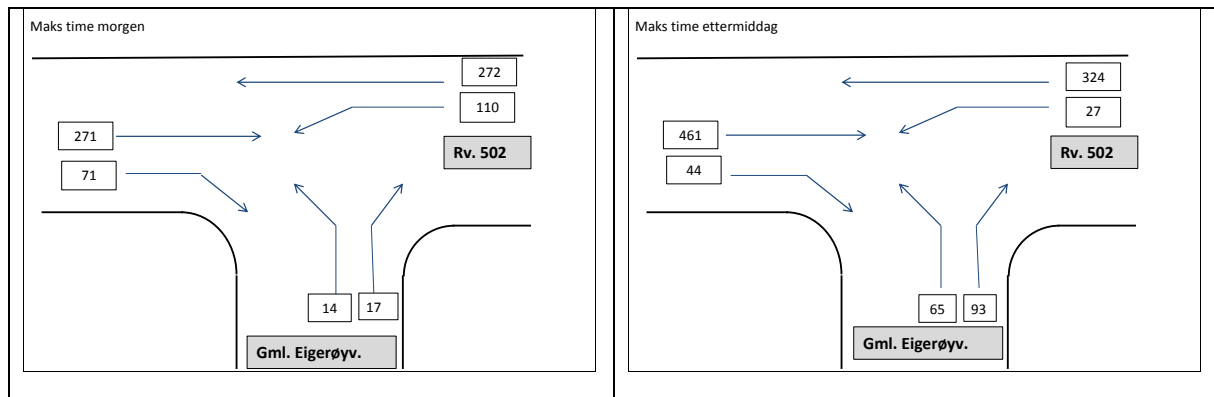 Maks time morgen
272
110
271
71
Rv. 502
14
17
Gml. Eigerøyv.
Maks time ettermiddag
324
27
461
44
Rv. 502
65
93
Gml. Eigerøyv.